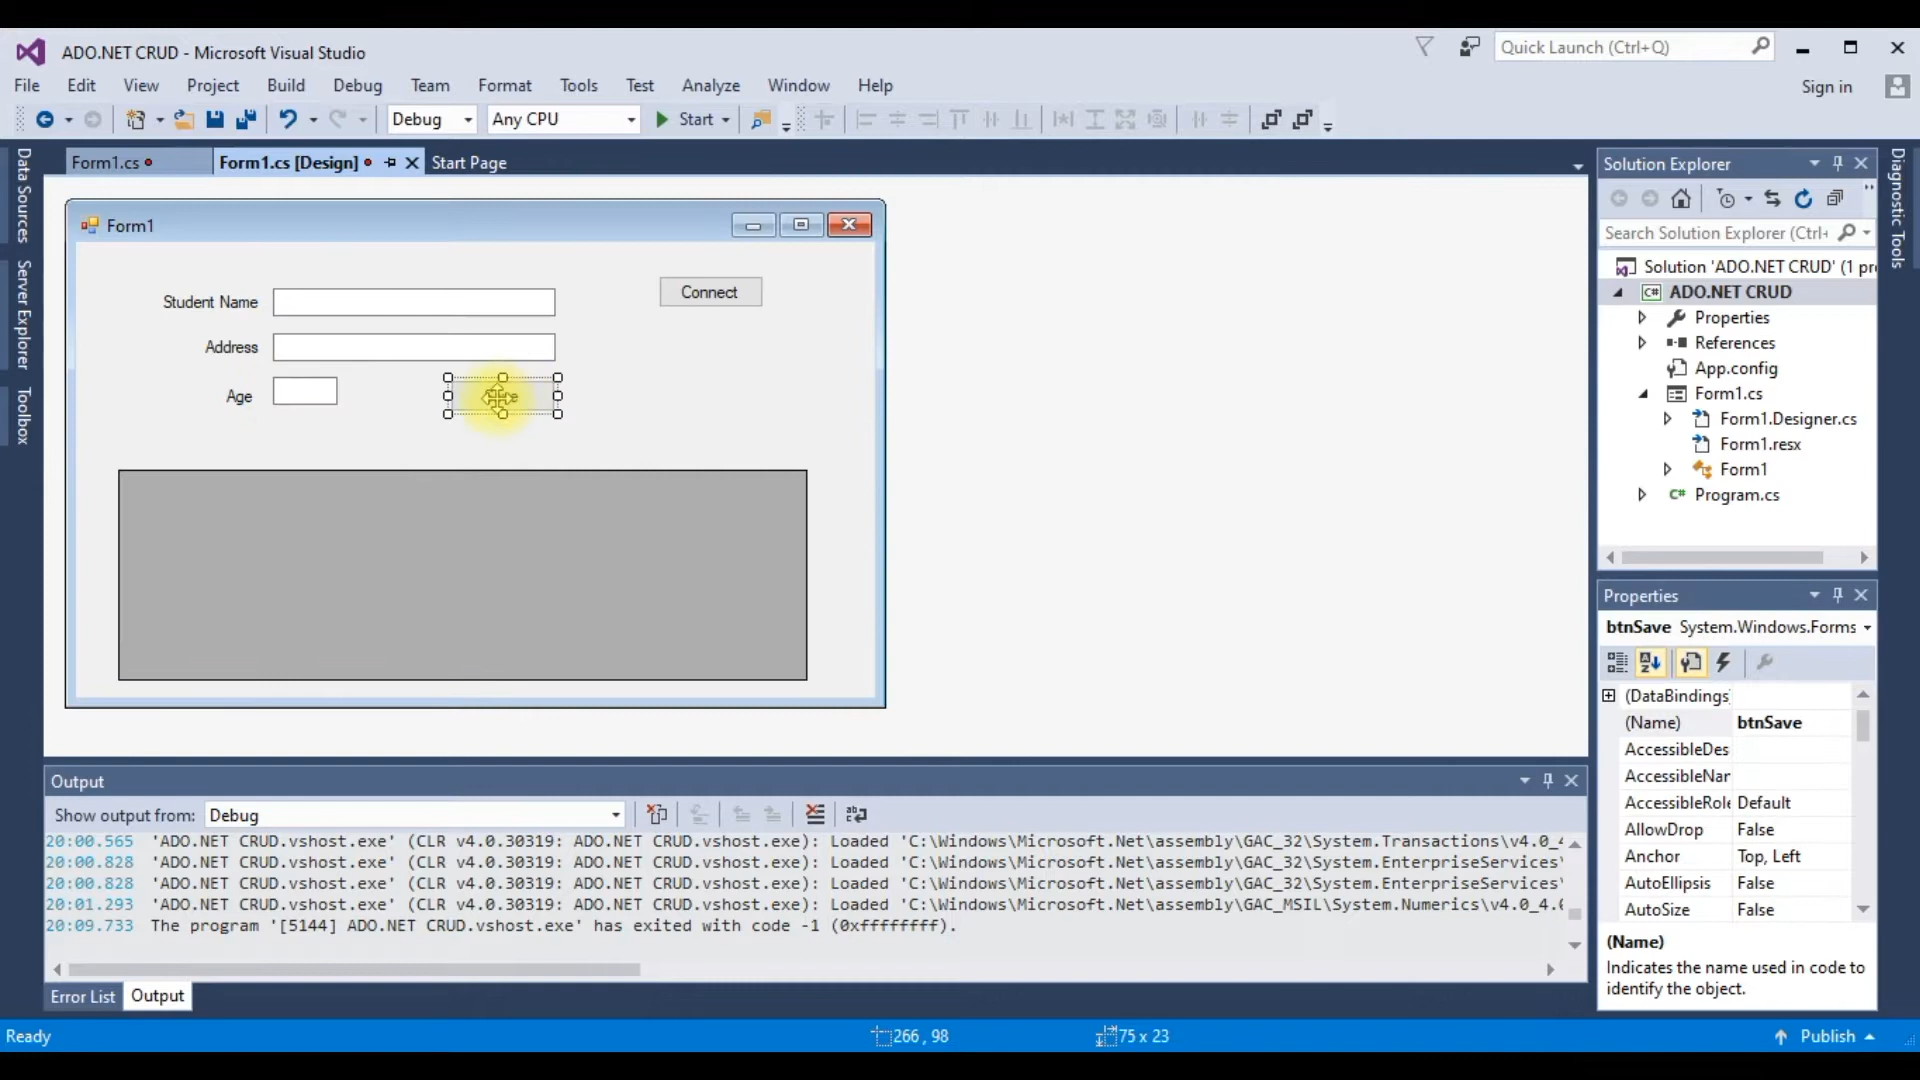 ADO.NET CRUD - Microsoft Visual Studio
Quick Launch (Ctrl+Q)
File Edit View Project Build Debug Team Format Tools Test Analyze Window Help
Sign in
Debug Any CPU Start
Data Sources
Server Explorer
Toolbox
Form1.cs Form1.cs [Design] Start Page
Form1
Student Name
Connect
Address
Age
Solution Explorer
Search Solution Explorer (Ctrl+
Solution 'ADO.NET CRUD' (1 pr
ADO.NET CRUD
Properties
References
App.config
Form1.cs
Form1.Designer.cs
Form1.resx
Form1
Program.cs
Diagnostic Tools
Properties
btnSave System.Windows.Forms
(DataBindings)
(Name) btnSave
AccessibleDes
AccessibleNar
AccessibleRole Default
AllowDrop False
Anchor Top, Left
AutoEllipsis False
AutoSize False
(Name)
Indicates the name used in code to
identify the object.
Output
Show output from: Debug
20:00.565 'ADO.NET CRUD.vshost.exe' (CLR v4.0.30319: ADO.NET CRUD.vshost.exe): Loaded 'C:\Windows\Microsoft.Net\assembly\GAC_32\System.Transactions\v4.0_4
20:00.828 'ADO.NET CRUD.vshost.exe' (CLR v4.0.30319: ADO.NET CRUD.vshost.exe): Loaded 'C:\Windows\Microsoft.Net\assembly\GAC_32\System.EnterpriseServices\
20:00.828 'ADO.NET CRUD.vshost.exe' (CLR v4.0.30319: ADO.NET CRUD.vshost.exe): Loaded 'C:\Windows\Microsoft.Net\assembly\GAC_32\System.EnterpriseServices\
20:01.293 'ADO.NET CRUD.vshost.exe' (CLR v4.0.30319: ADO.NET CRUD.vshost.exe): Loaded 'C:\Windows\Microsoft.Net\assembly\GAC_MSIL\System.Numerics\v4.0_4.0
20:09.733 The program '[5144] ADO.NET CRUD.vshost.exe' has exited with code -1 (0xffffffff).
Error List Output
Ready 266 , 98 75 x 23 Publish